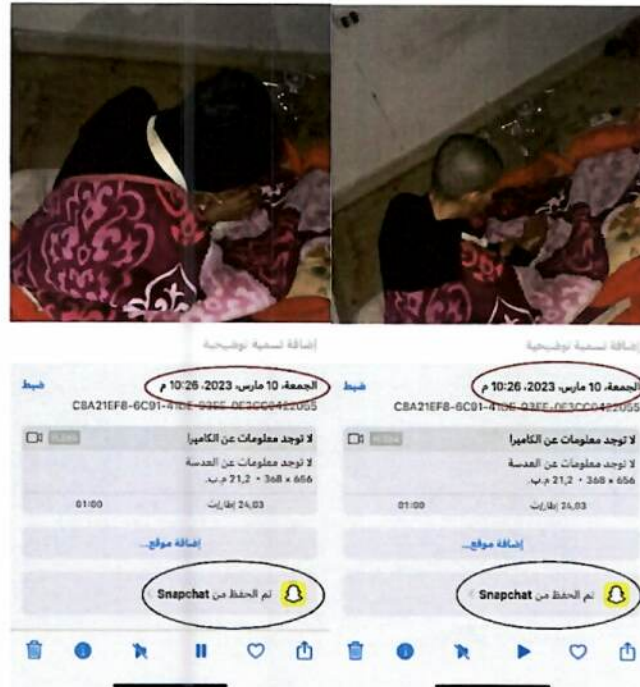 إضافة تسمية توضيحية
الجمعة، 10 مارس، 2023، 10:26 م
ضبط
لا توجد معلومات عن الكاميرا
لا توجد معلومات عن العدسة
656 × 368 • 21,2 م.ب.
24,03 إطار/ث
01:00
إضافة موقع...
تم الحفظ من Snapchat
إضافة تسمية توضيحية
الجمعة، 10 مارس، 2023، 10:26 م
ضبط
لا توجد معلومات عن الكاميرا
لا توجد معلومات عن العدسة
656 × 368 • 21,2 م.ب.
24,03 إطار/ث
01:00
إضافة موقع...
تم الحفظ من Snapchat